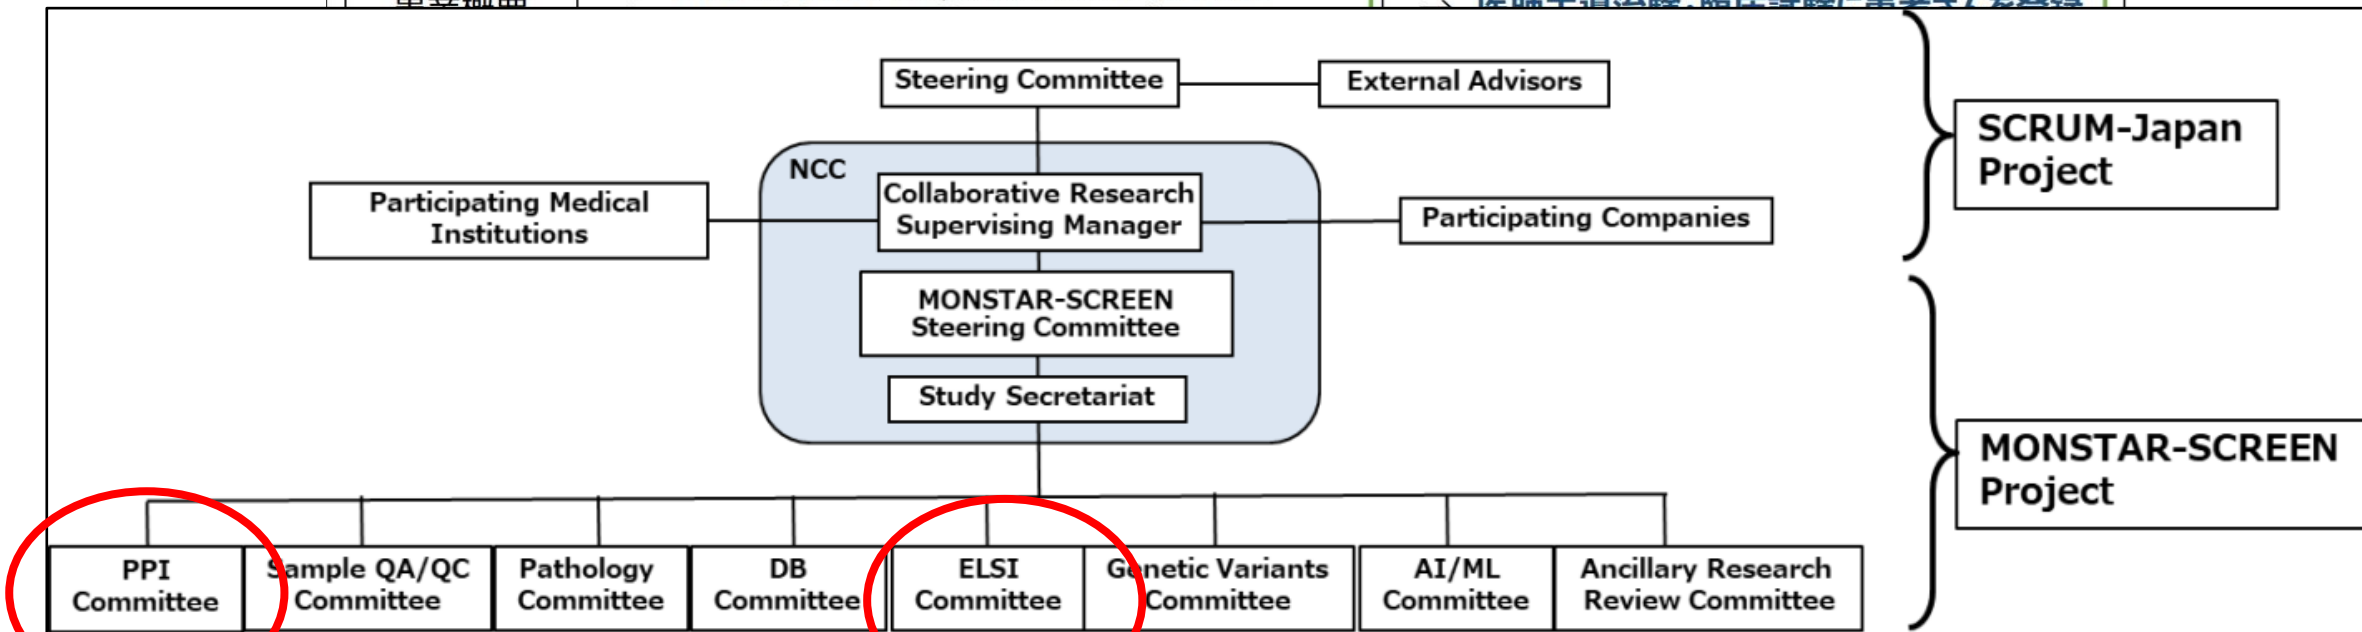 Steering Committee
External Advisors
SCRUM-Japan
Project
NCC
Collaborative Research
Supervising Manager
Participating Medical
Institutions
Participating Companies
MONSTAR-SCREEN
Steering Committee
Study Secretariat
MONSTAR-SCREEN
Project
PPI
Committee
Sample QA/QC
Committee
Pathology
Committee
DB
Committee
ELSI
Committee
Genetic Variants
Committee
AI/ML
Committee
Ancillary Research
Review Committee